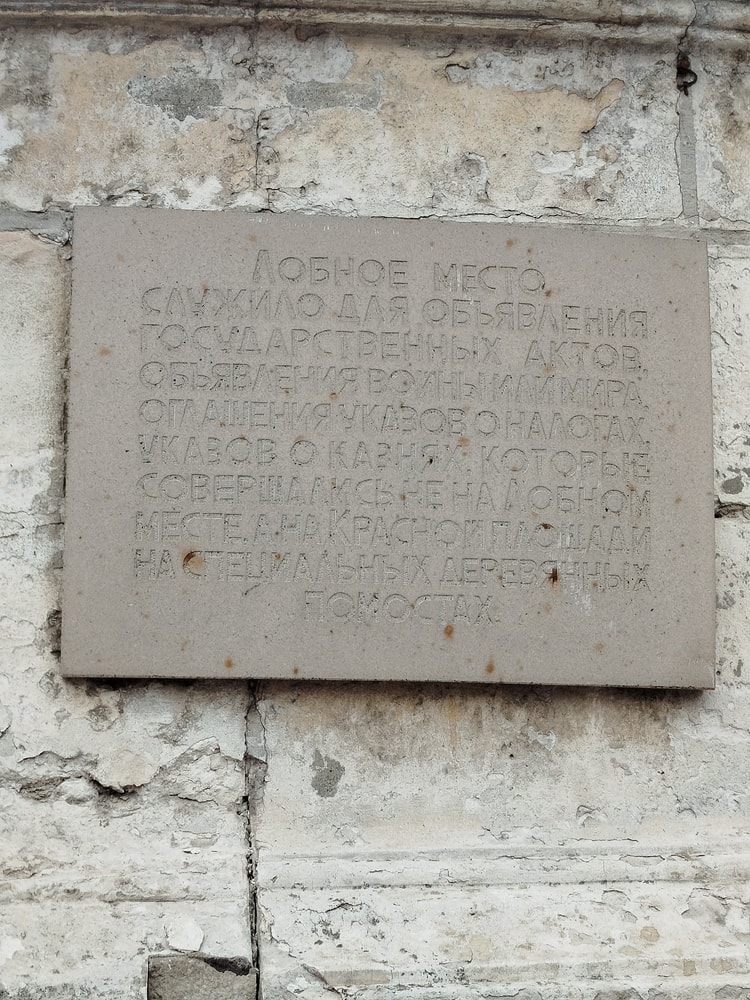 Лобное место
служило для объявления
государственных актов,
объявления войны или мира,
оглашения указов о налогах,
указов о казнях, которые
совершались не на Лобном
месте, а на Красной площади
на специальных деревянных
помостах.